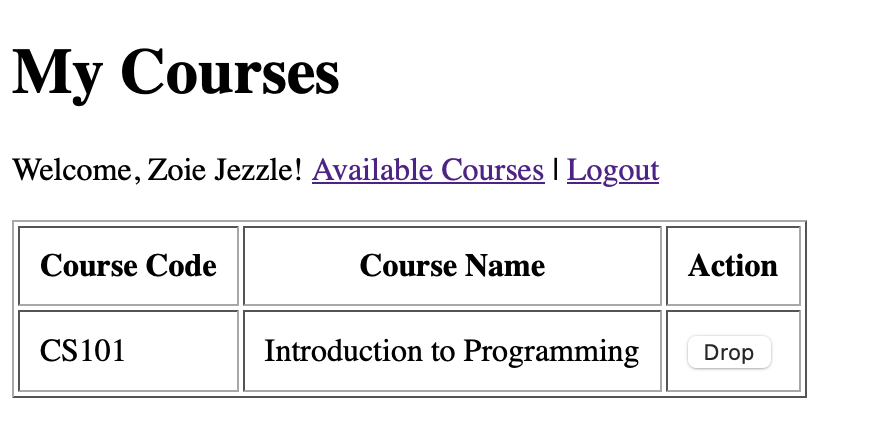 My Courses
Welcome, Zoie Jezzle! Available Courses | Logout
Course Code Course Name Action
CS101 Introduction to Programming Drop